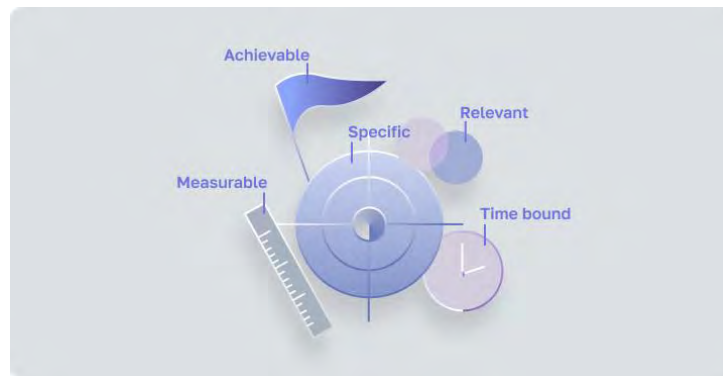 Achievable
Relevant
Specific
Measurable
Time bound